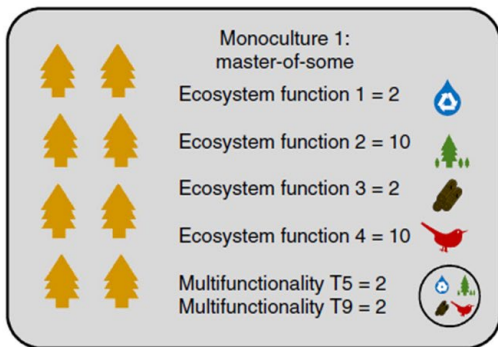 Monoculture 1:
master-of-some
Ecosystem function 1 = 2
Ecosystem function 2 = 10
Ecosystem function 3 = 2
Ecosystem function 4 = 10
Multifunctionality T5 = 2
Multifunctionality T9 = 2